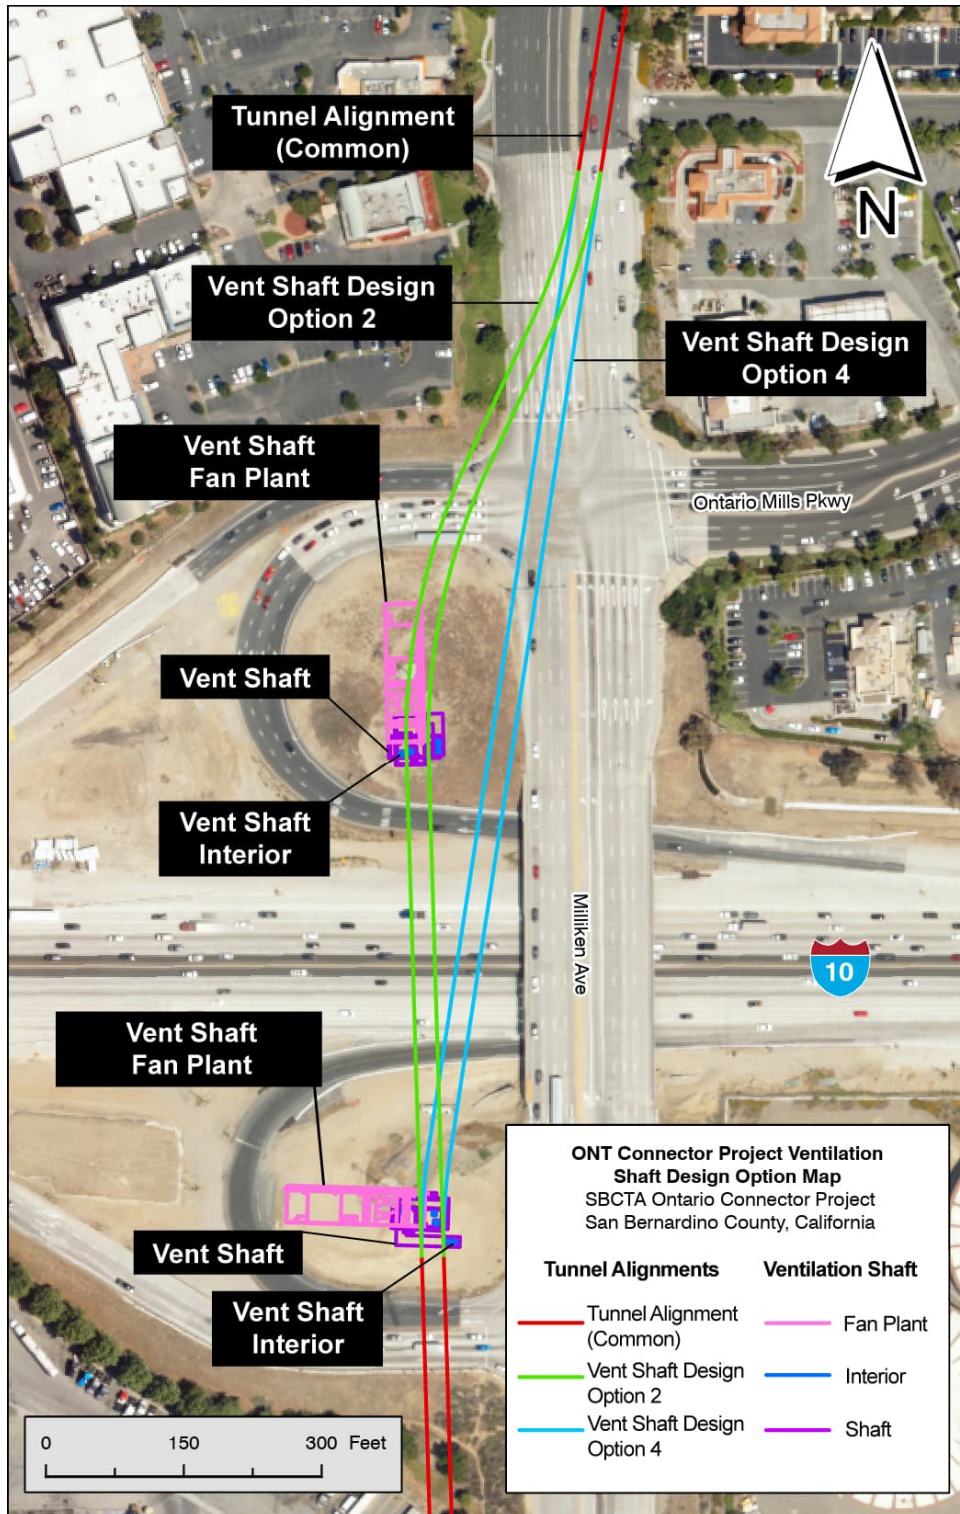 Tunnel Alignment
(Common)
N
Vent Shaft Design
Option 2
Vent Shaft Design
Option 4
Vent Shaft
Fan Plant
Ontario Mills Pkwy
Vent Shaft
Vent Shaft
Interior
Milliken Ave
10
Vent Shaft
Fan Plant
Vent Shaft
Vent Shaft
Interior
ONT Connector Project Ventilation
Shaft Design Option Map
SBCTA Ontario Connector Project
San Bernardino County, California
Tunnel Alignments
Tunnel Alignment
(Common)
Vent Shaft Design
Option 2
Vent Shaft Design
Option 4
Ventilation Shaft
Fan Plant
Interior
Shaft
0 150 300 Feet